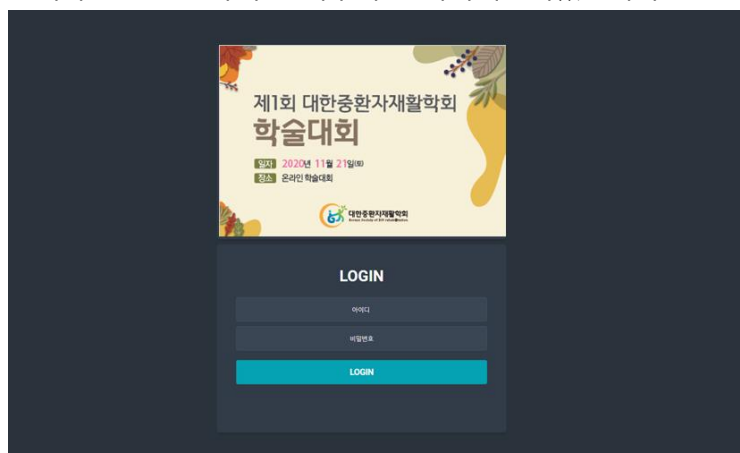 제1회 대한중환자재활학회
학술대회
일자 2020년 11월 21일(토)
장소 온라인 학술대회
대한중환자재활학회
LOGIN
아이디
비밀번호
LOGIN